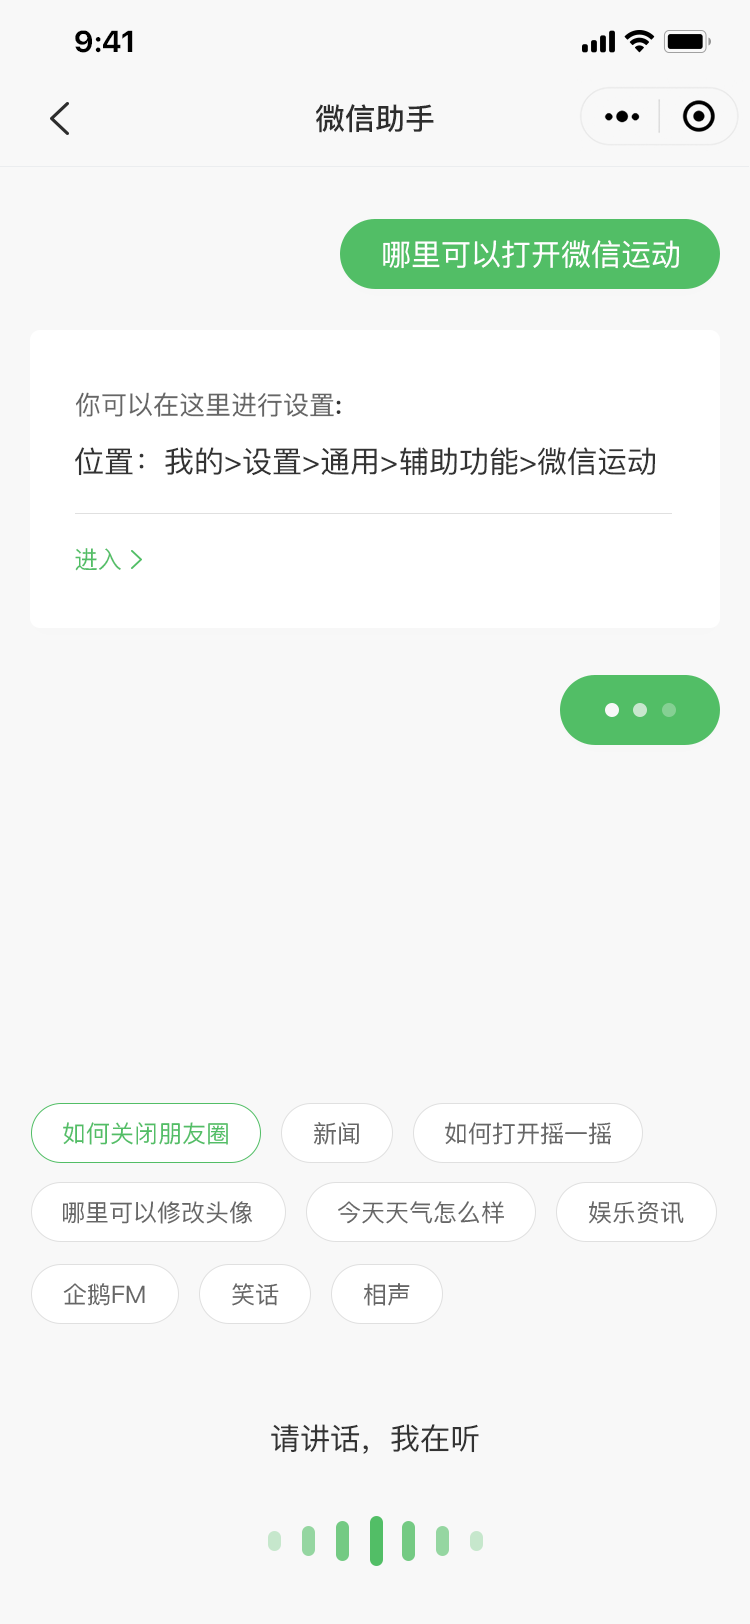 9:41
微信助手
哪里可以打开微信运动
你可以在这里进行设置:
位置：我的>设置>通用>辅助功能>微信运动
进入
如何关闭朋友圈
新闻
如何打开摇一摇
哪里可以修改头像
今天天气怎么样
娱乐资讯
企鹅FM
笑话
相声
请讲话，我在听